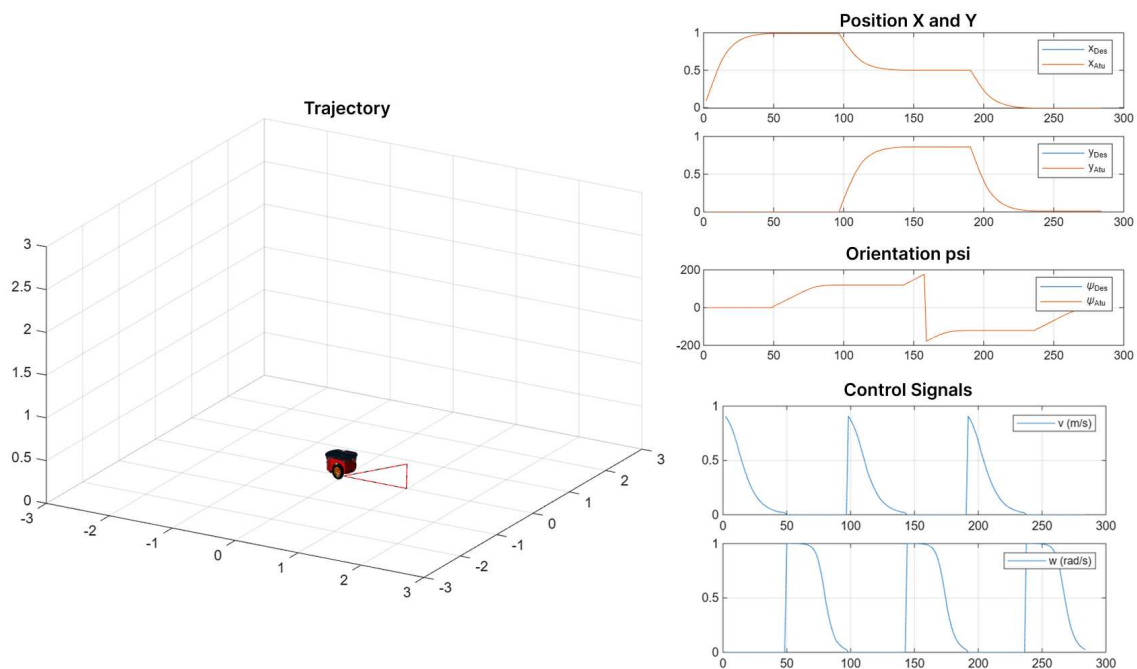 Trajectory
3
2.5
2
1.5
1
0.5
0
-3
-2
-1
0
1
2
3
-3
-2
-1
0
1
2
3
Position X and Y
1
0.5
0
0 50 100 150 200 250 300
xDes
xAtu
1
0.5
0
0 50 100 150 200 250 300
yDes
yAtu
Orientation psi
200
0
-200
0 50 100 150 200 250 300
ψDes
ψAtu
Control Signals
1
0.5
0
0 50 100 150 200 250 300
v (m/s)
1
0.5
0
0 50 100 150 200 250 300
w (rad/s)